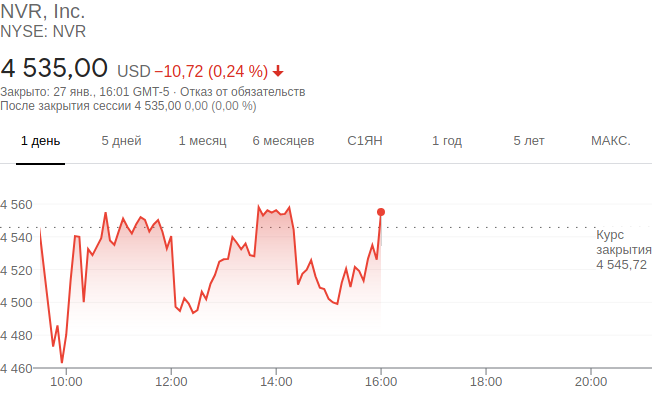 NVR, Inc.
NYSE: NVR
4 535,00 USD −10,72 (0,24 %)
Закрыто: 27 янв., 16:01 GMT-5 · Отказ от обязательств
После закрытия сессии 4 535,00 0,00 (0,00 %)
1 день 5 дней 1 месяц 6 месяцев С1ЯН 1 год 5 лет МАКС.
4 560
4 540
4 520
4 500
4 480
4 460
Курс
закрытия
4 545,72
10:00 12:00 14:00 16:00 18:00 20:00